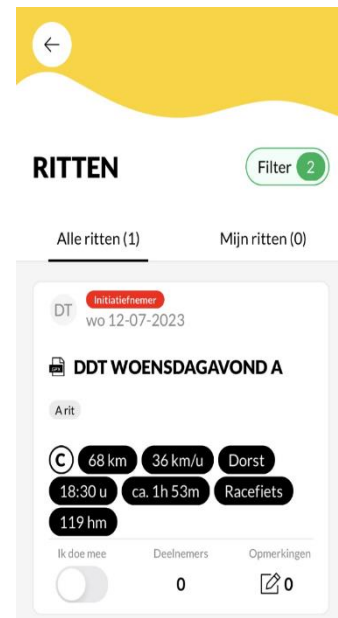 RITTEN
Filter 2
Alle ritten (1) Mijn ritten (0)
DT
Initiatiefnemer
wo 12-07-2023
GPX
DDT WOENSDAGAVOND A
A rit
C 68 km 36 km/u Dorst
18:30 u ca. 1h 53m Racefiets
119 hm
Ik doe mee Deelnemers Opmerkingen
0 0